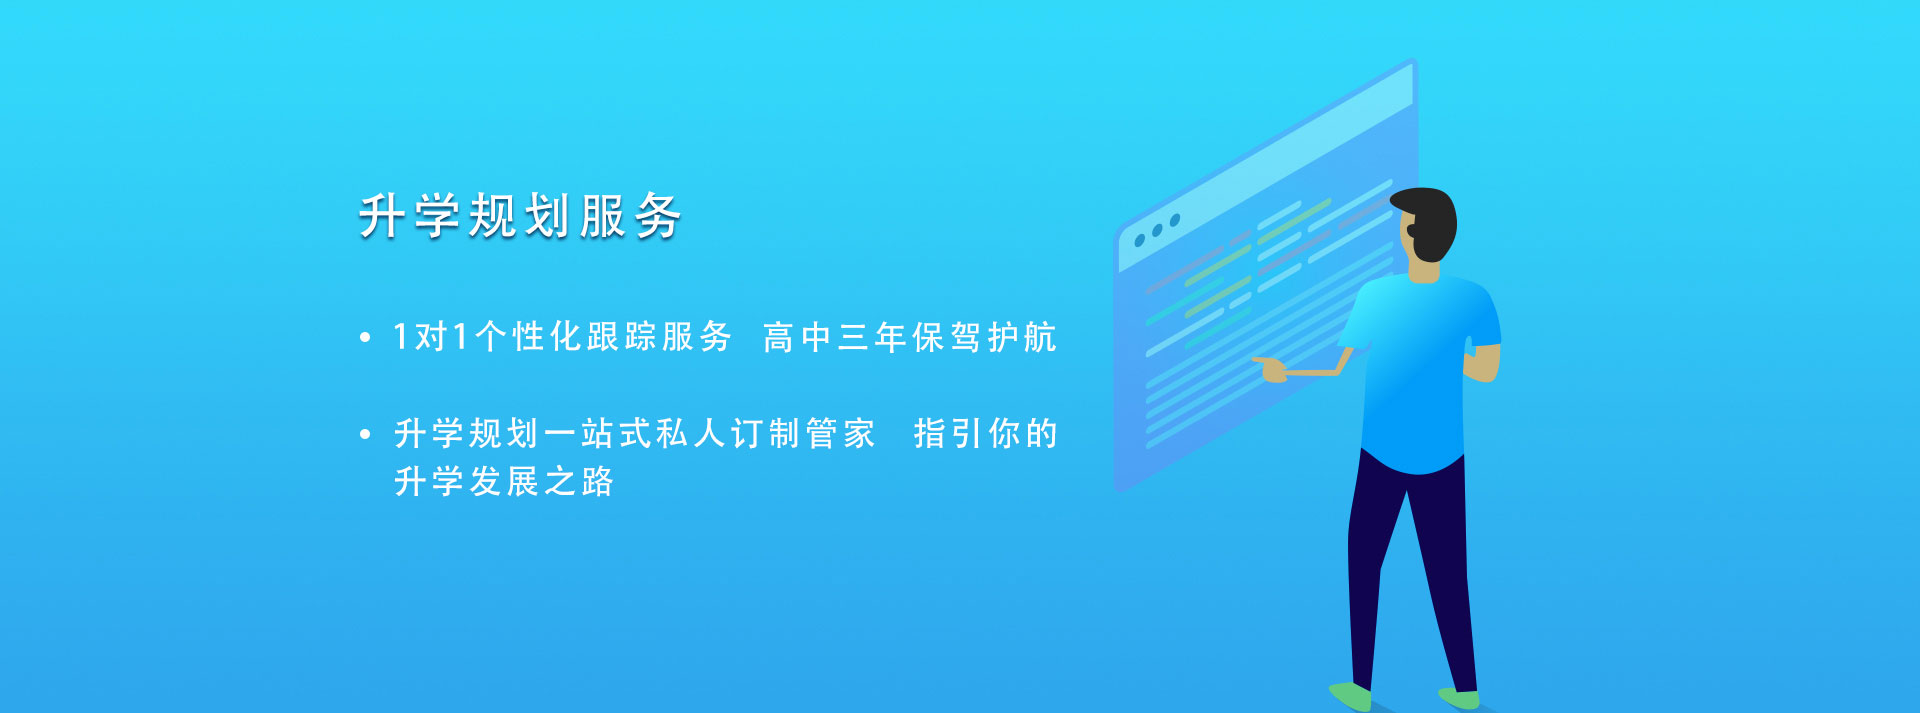 升学规划服务
• 1对1个性化跟踪服务 高中三年保驾护航
• 升学规划一站式私人订制管家 指引你的
升学发展之路